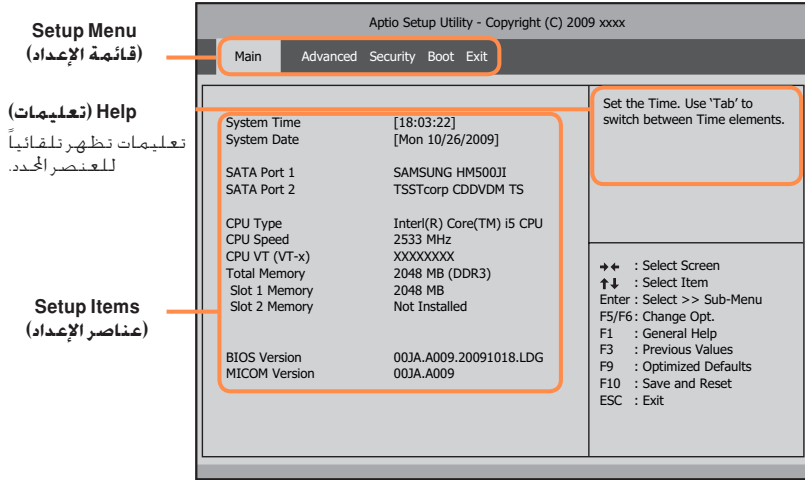 Setup Menu
(قائمة الإعداد)
Help (تعليمات)
تعليمات تظهر تلقائياً
للعنصر المحدد.
Setup Items
(عناصر الإعداد)
Aptio Setup Utility - Copyright (C) 2009 xxxx
Main Advanced Security Boot Exit
System Time [18:03:22]
System Date [Mon 10/26/2009]
SATA Port 1 SAMSUNG HM500JI
SATA Port 2 TSSTcorp CDDVDM TS
CPU Type Interl(R) Core(TM) i5 CPU
CPU Speed 2533 MHz
CPU VT (VT-x) XXXXXXXX
Total Memory 2048 MB (DDR3)
Slot 1 Memory 2048 MB
Slot 2 Memory Not Installed
BIOS Version 00JA.A009.20091018.LDG
MICOM Version 00JA.A009
Set the Time. Use ‘Tab’ to
switch between Time elements.
→← : Select Screen
↑↓ : Select Item
Enter : Select >> Sub-Menu
F5/F6 : Change Opt.
F1 : General Help
F3 : Previous Values
F9 : Optimized Defaults
F10 : Save and Reset
ESC : Exit